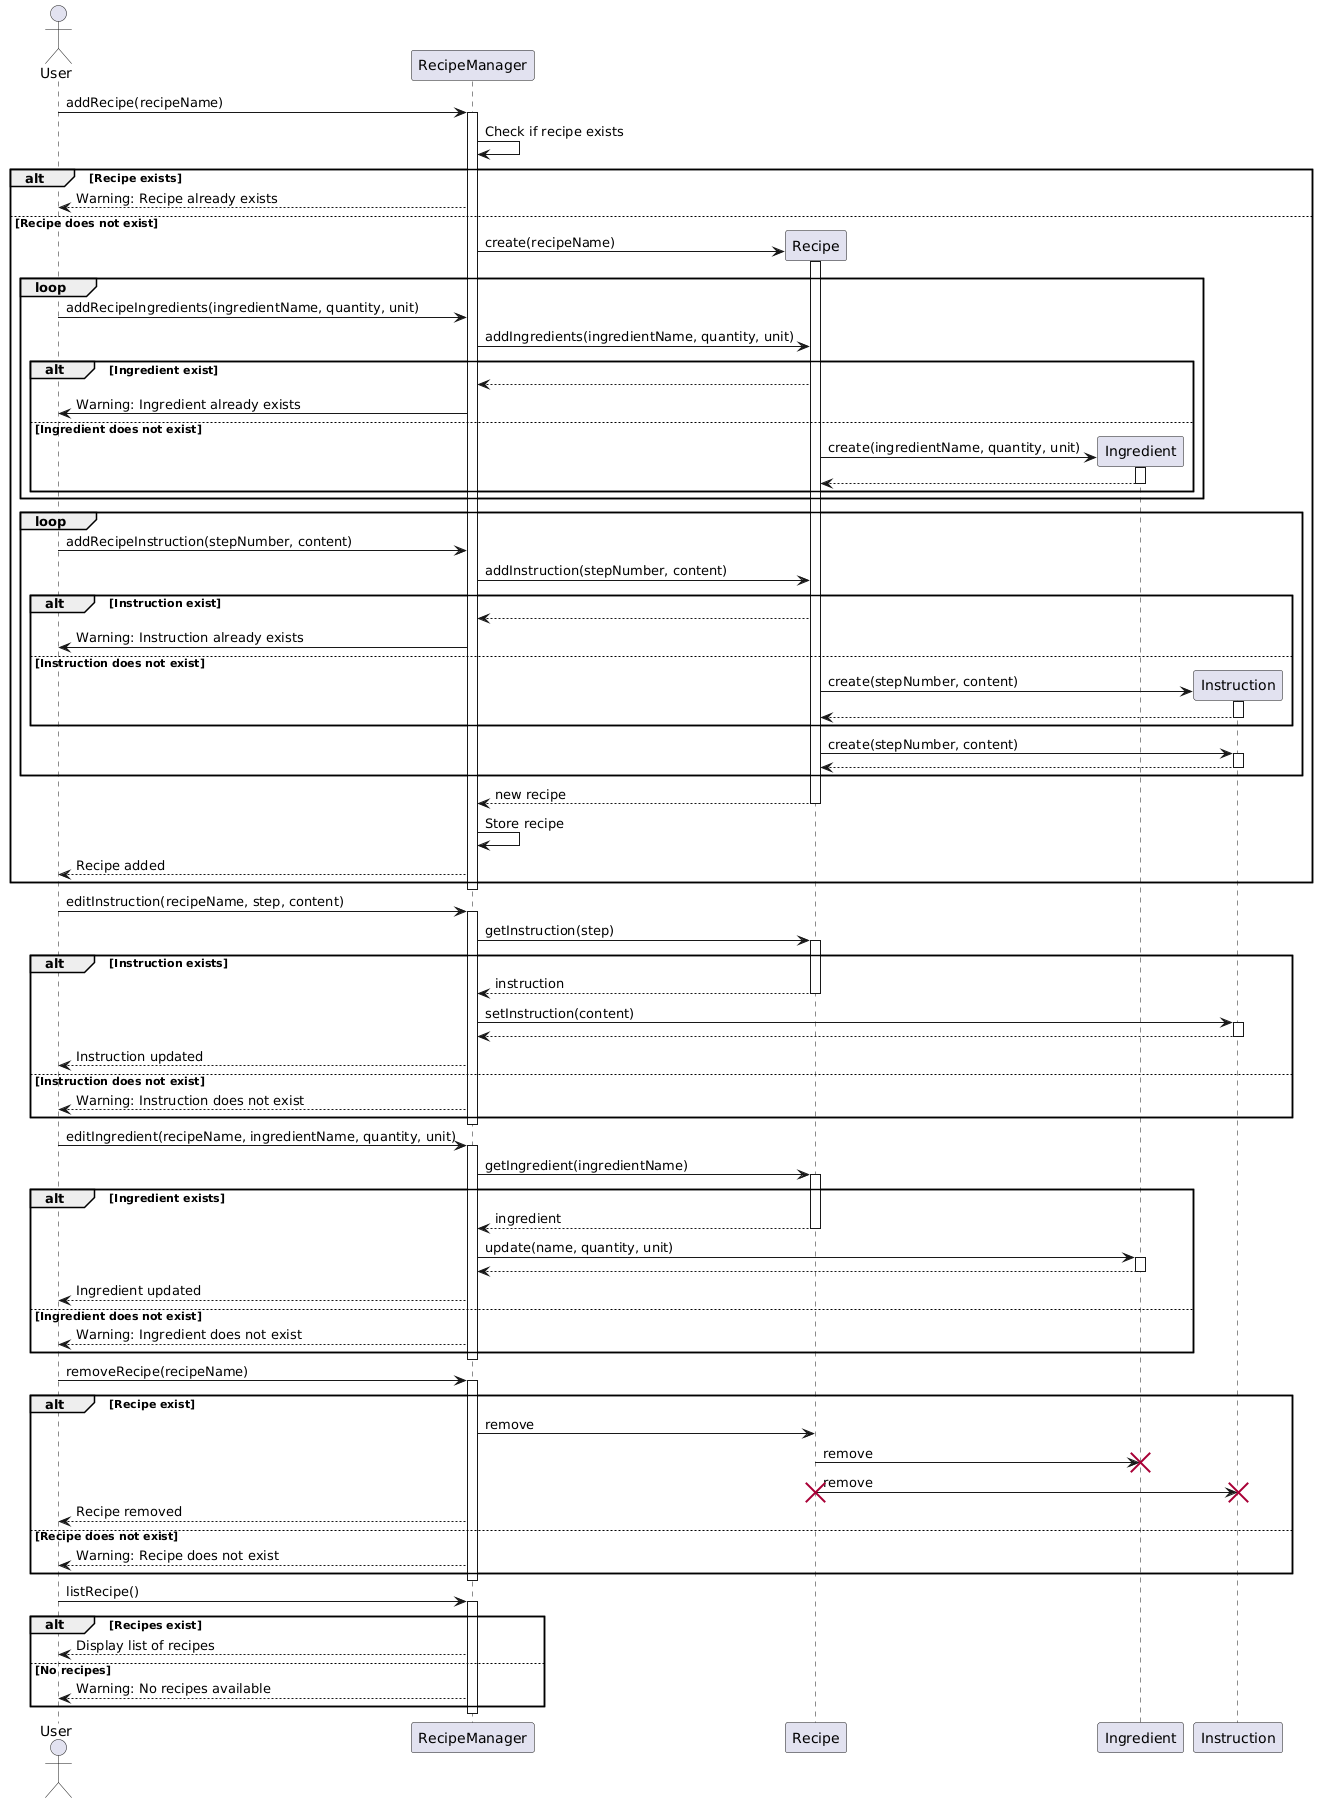 User
RecipeManager
addRecipe(recipeName)
Check if recipe exists
alt [Recipe exists]
Warning: Recipe already exists
[Recipe does not exist]
create(recipeName)
Recipe
loop
addRecipeIngredients(ingredientName, quantity, unit)
addIngredients(ingredientName, quantity, unit)
alt [Ingredient exist]
Warning: Ingredient already exists
[Ingredient does not exist]
create(ingredientName, quantity, unit)
Ingredient
loop
addRecipeInstruction(stepNumber, content)
addInstruction(stepNumber, content)
alt [Instruction exist]
Warning: Instruction already exists
[Instruction does not exist]
create(stepNumber, content)
Instruction
create(stepNumber, content)
new recipe
Store recipe
Recipe added
editInstruction(recipeName, step, content)
getInstruction(step)
alt [Instruction exists]
instruction
setInstruction(content)
Instruction updated
[Instruction does not exist]
Warning: Instruction does not exist
editIngredient(recipeName, ingredientName, quantity, unit)
getIngredient(ingredientName)
alt [Ingredient exists]
ingredient
update(name, quantity, unit)
Ingredient updated
[Ingredient does not exist]
Warning: Ingredient does not exist
removeRecipe(recipeName)
alt [Recipe exist]
remove
remove
remove
Recipe removed
[Recipe does not exist]
Warning: Recipe does not exist
listRecipe()
alt [Recipes exist]
Display list of recipes
[No recipes]
Warning: No recipes available
User
RecipeManager
Recipe
Ingredient
Instruction